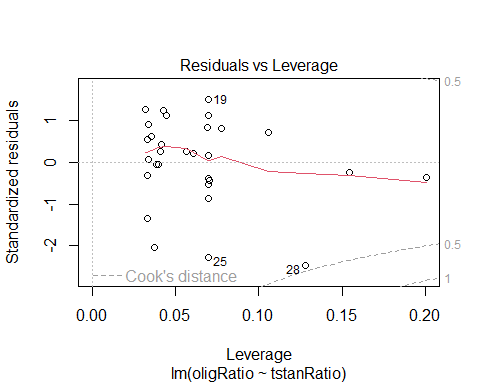 Residuals vs Leverage
Standardized residuals
1
0
-1
-2
19
25
28
0.5
0.5
1
Cook's distance
0.00 0.05 0.10 0.15 0.20
Leverage
lm(oligRatio ~ tstanRatio)